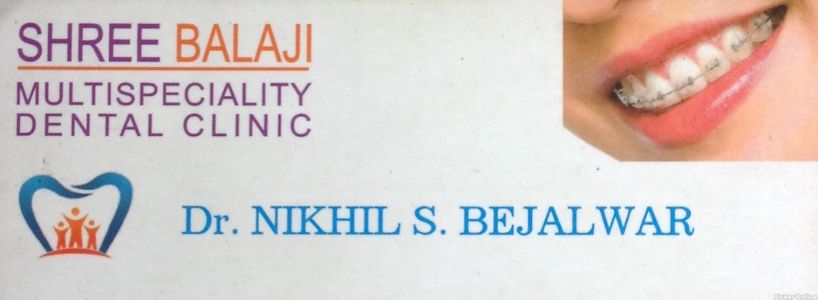 SHREE BALAJI
MULTISPECIALITY
DENTAL CLINIC
Dr. NIKHIL S. BEJALWAR